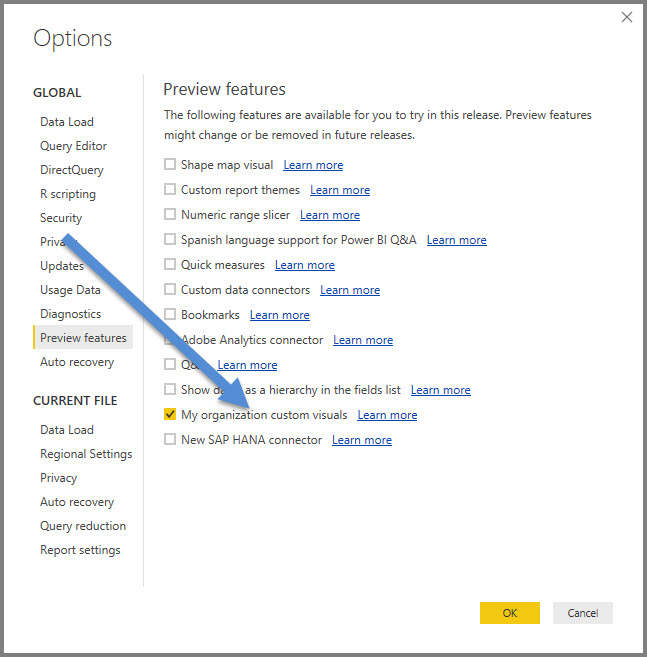 Options
GLOBAL
Data Load
Query Editor
DirectQuery
R scripting
Security
Updates
Usage Data
Diagnostics
Preview features
Auto recovery
CURRENT FILE
Data Load
Regional Settings
Privacy
Auto recovery
Query reduction
Report settings
Preview features
The following features are available for you to try in this release. Preview features
might change or be removed in future releases.
Shape map visual Learn more
Custom report themes Learn more
Numeric range slicer Learn more
Spanish language support for Power BI Q&A Learn more
Quick measures Learn more
Custom data connectors Learn more
Bookmarks Learn more
Adobe Analytics connector Learn more
Learn more
Show as a hierarchy in the fields list Learn more
My organization custom visuals Learn more
New SAP HANA connector Learn more
OK
Cancel